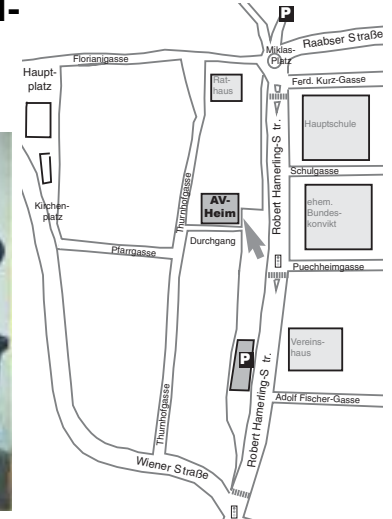 l-
P
Raabser Straße
Miklas-
Platz
Florianigasse
Haupt-
platz
Rat-
haus
Ferd. Kurz-Gasse
Hauptschule
Robert Hamerling-S tr.
Schulgasse
Thurnhofgasse
AV-
Heim
ehem.
Bundes-
konvikt
Kirchen-
platz
Durchgang
Pfarrgasse
Puechheimgasse
Vereins-
haus
P
Robert Hamerling-S tr.
Adolf Fischer-Gasse
Thurnhofgasse
Wiener Straße